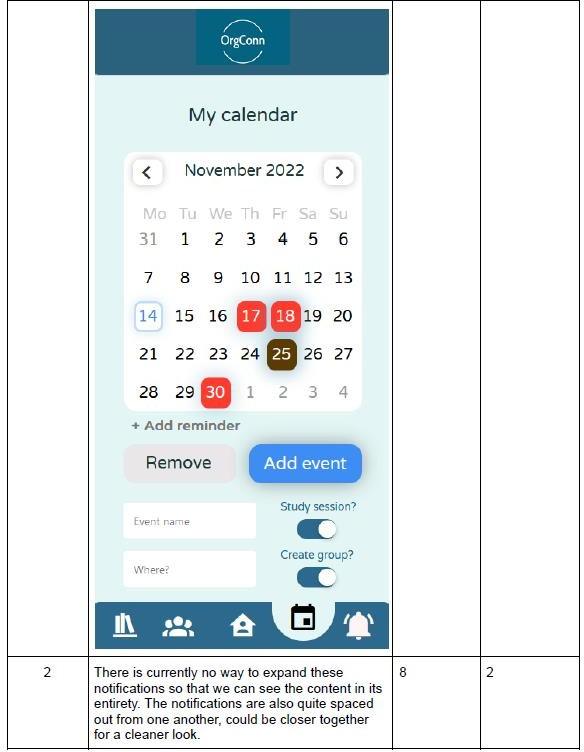 OrgConn
My calendar
November 2022
Mo Tu We Th Fr Sa Su
31 1 2 3 4 5 6
7 8 9 10 11 12 13
14 15 16 17 18 19 20
21 22 23 24 25 26 27
28 29 30 1 2 3 4
+ Add reminder
Remove Add event
Event name
Study session?
Where?
Create group?
2 There is currently no way to expand these 8 2
notifications so that we can see the content in its
entirety. The notifications are also quite spaced
out from one another, could be closer together
for a cleaner look.